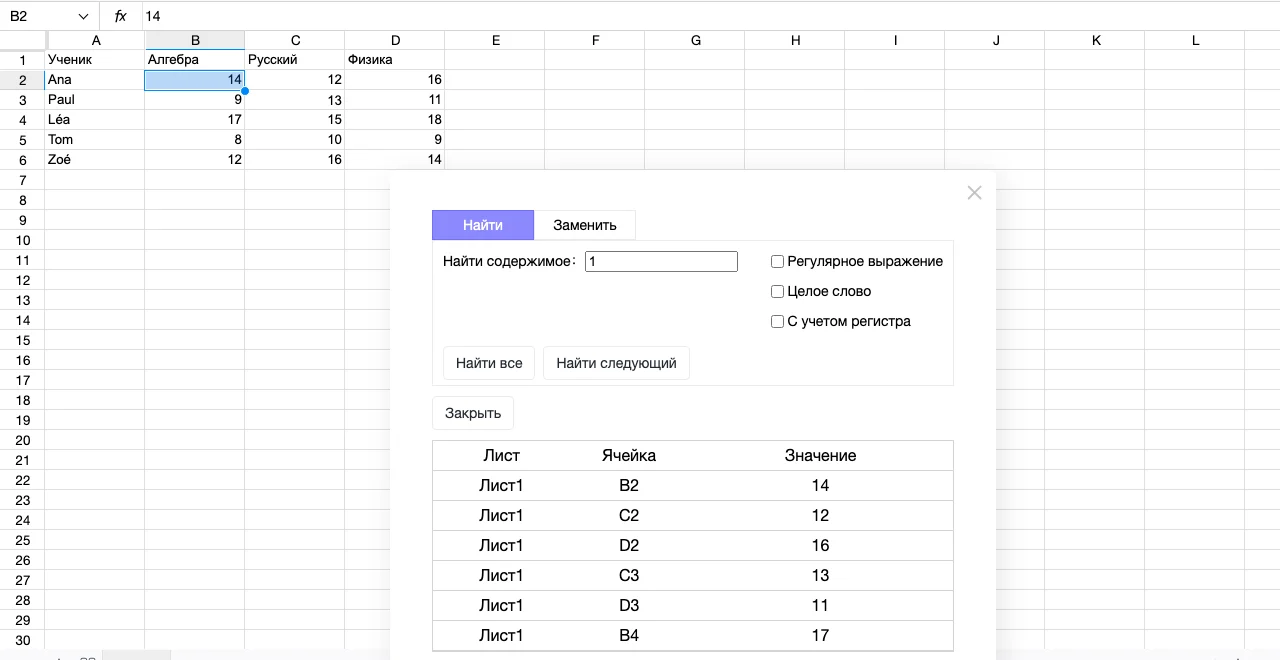 B2 fx 14
A B C D E F G H I J K L
1 Ученик Алгебра Русский Физика
2 Ana 14 12 16
3 Paul 9 13 11
4 Léa 17 15 18
5 Tom 8 10 9
6 Zoé 12 16 14
7
8
9 Найти Заменить
10
11 Найти содержимое: 1 Регулярное выражение
12 Целое слово
13
14 С учетом регистра
15
16 Найти все Найти следующий
17
18 Закрыть
19
20
21 Лист Ячейка Значение
22 Лист1 B2 14
23
24 Лист1 C2 12
25 Лист1 D2 16
26
27 Лист1 C3 13
28 Лист1 D3 11
29
30 Лист1 B4 17